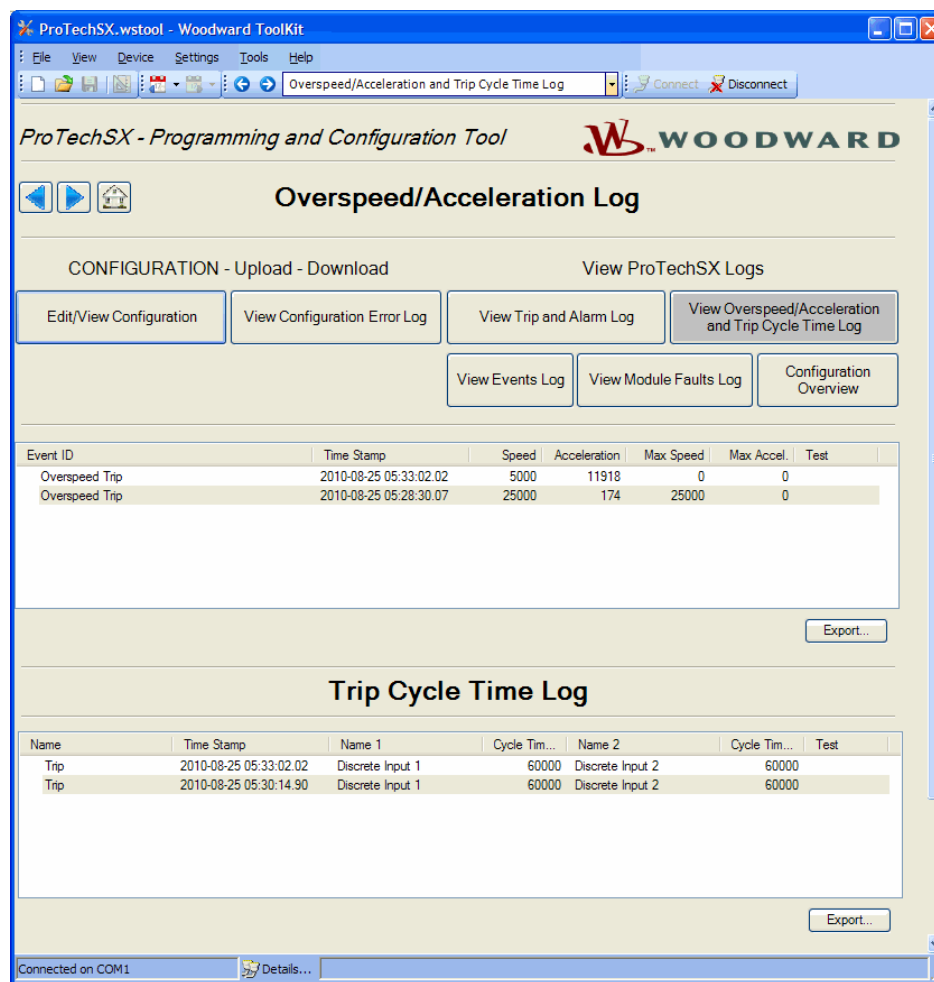 ProTechSX.wstool - Woodward ToolKit
File View Device Settings Tools Help
Overspeed/Acceleration and Trip Cycle Time Log Connect Disconnect
ProTechSX - Programming and Configuration Tool
WOODWARD
Overspeed/Acceleration Log
CONFIGURATION - Upload - Download
View ProTechSX Logs
Edit/View Configuration
View Configuration Error Log
View Trip and Alarm Log
View Overspeed/Acceleration
and Trip Cycle Time Log
View Events Log
View Module Faults Log
Configuration
Overview
Event ID Time Stamp Speed Acceleration Max Speed Max Accel. Test
Overspeed Trip 2010-08-25 05:33:02.02 5000 11918 0 0
Overspeed Trip 2010-08-25 05:28:30.07 25000 174 25000 0
Export...
Trip Cycle Time Log
Name Time Stamp Name 1 Cycle Tim... Name 2 Cycle Tim... Test
Trip 2010-08-25 05:33:02.02 Discrete Input 1 60000 Discrete Input 2 60000
Trip 2010-08-25 05:30:14.90 Discrete Input 1 60000 Discrete Input 2 60000
Export...
Connected on COM1 Details...